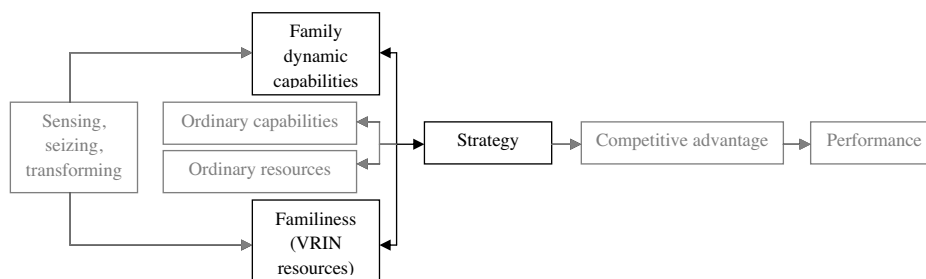 Family
dynamic
capabilities
Sensing,
seizing,
transforming
Ordinary capabilities
Ordinary resources
Strategy
Competitive advantage
Performance
Familiness
(VRIN
resources)